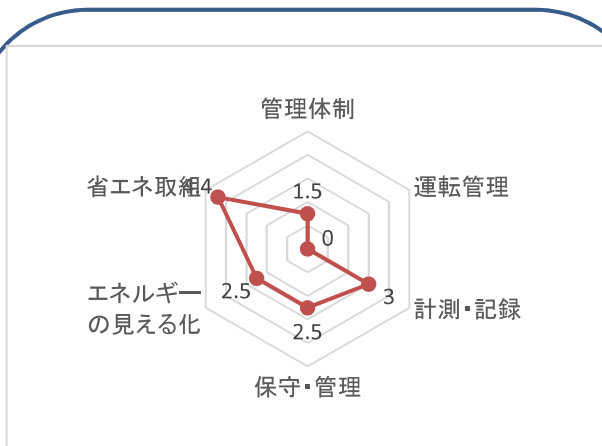 管理体制
省エネ取組
4.4
1.5
運転管理
0
エネルギー
の見える化
2.5
3
計測・記録
2.5
保守・管理